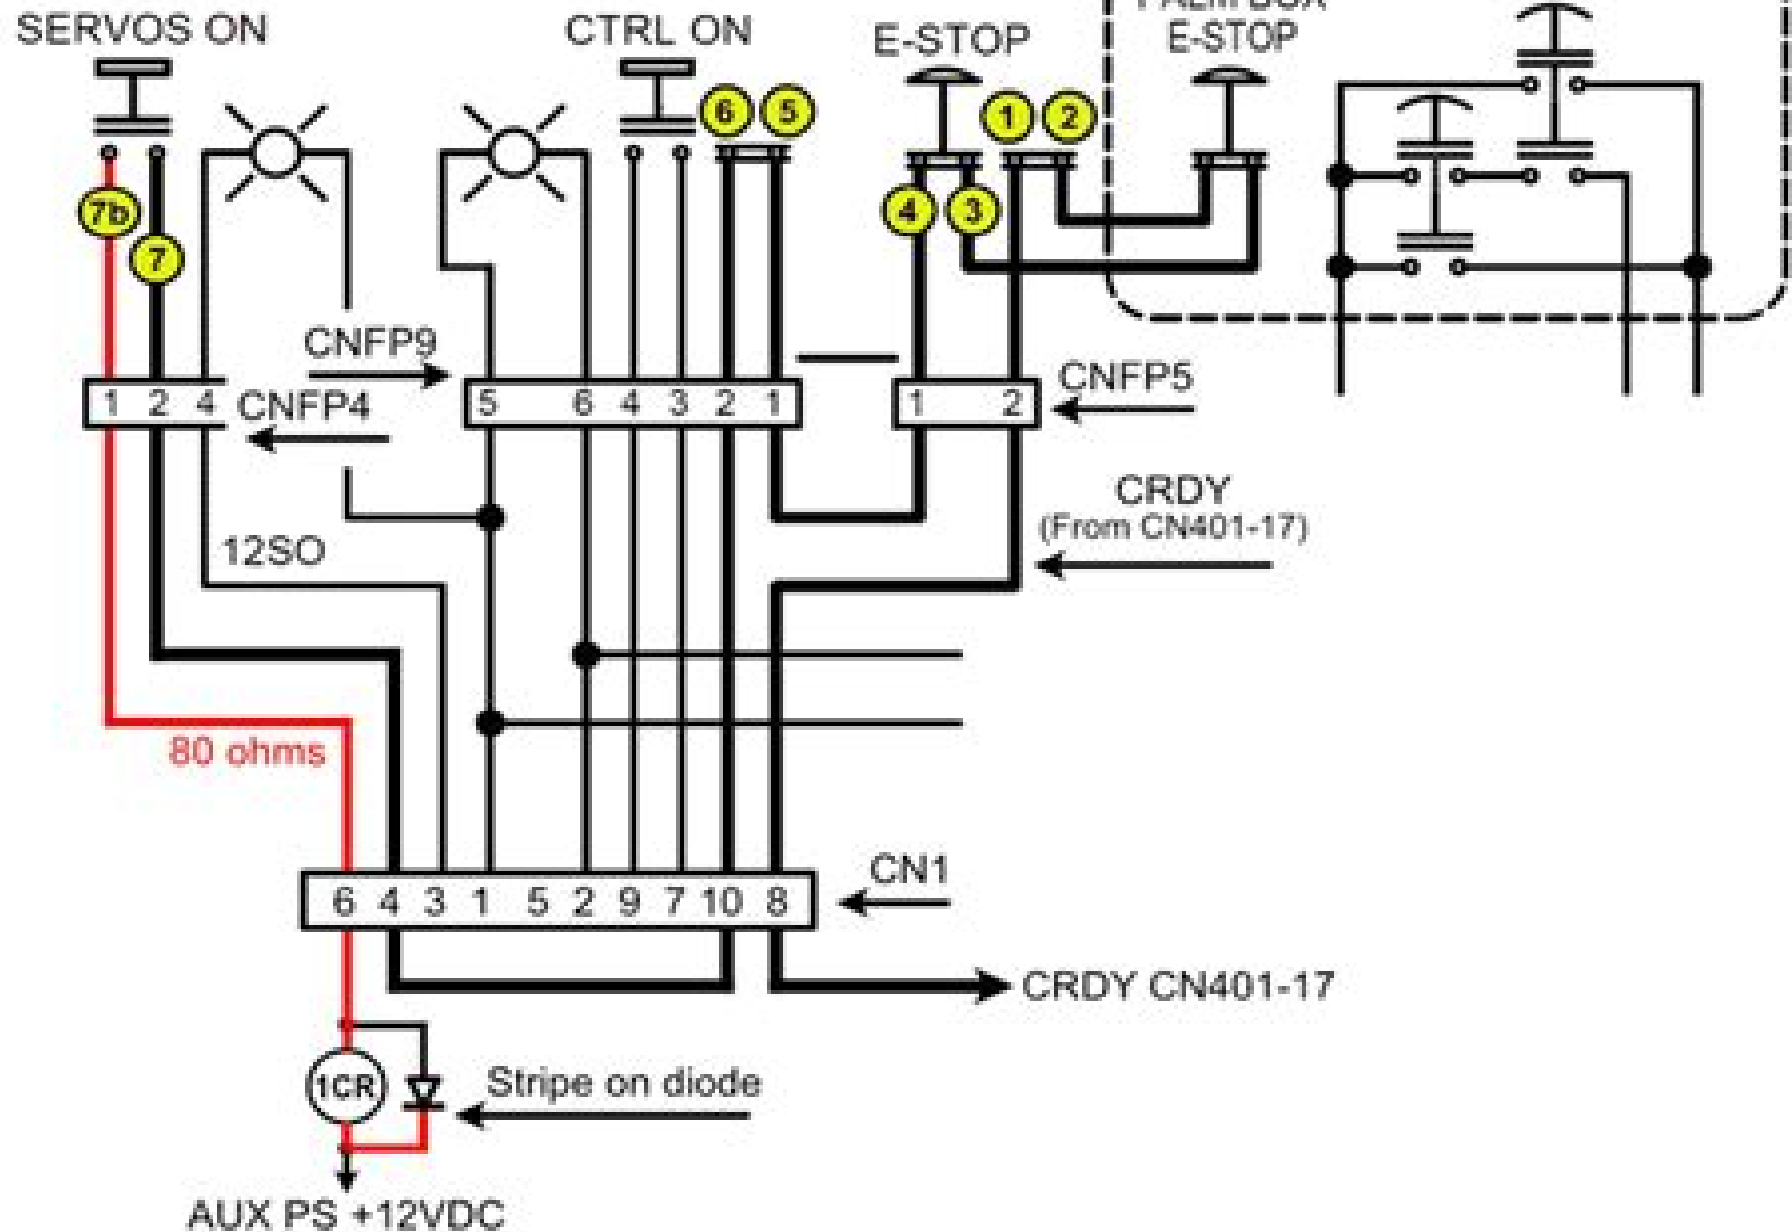 SERVOS ON
CTRL ON
E-STOP
PALM BOX
E-STOP
6 5
1 2
7b
4 3
7
CNFP9
CNFP5
1 2 4
CNFP4
5 6 4 3 2 1
1 2
CRDY
(From CN401-17)
12SO
80 ohms
CN1
6 4 3 1 5 2 9 7 10 8
CRDY CN401-17
1CR
Stripe on diode
AUX PS +12VDC